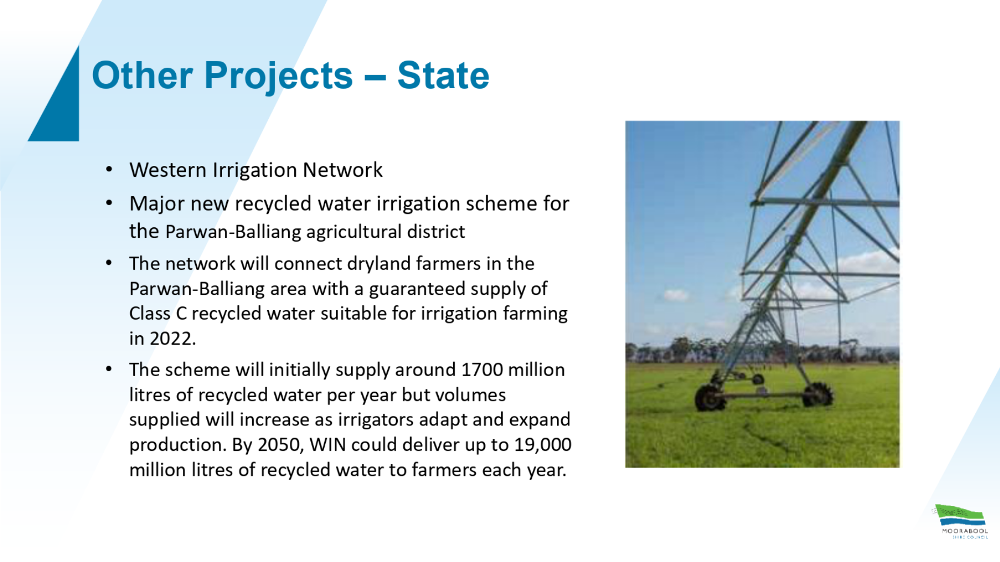 Other Projects – State
• Western Irrigation Network
• Major new recycled water irrigation scheme for
the Parwan-Balliang agricultural district
• The network will connect dryland farmers in the
Parwan-Balliang area with a guaranteed supply of
Class C recycled water suitable for irrigation farming
in 2022.
• The scheme will initially supply around 1700 million
litres of recycled water per year but volumes
supplied will increase as irrigators adapt and expand
production. By 2050, WIN could deliver up to 19,000
million litres of recycled water to farmers each year.
MOORABOOL
SHIRE COUNCIL